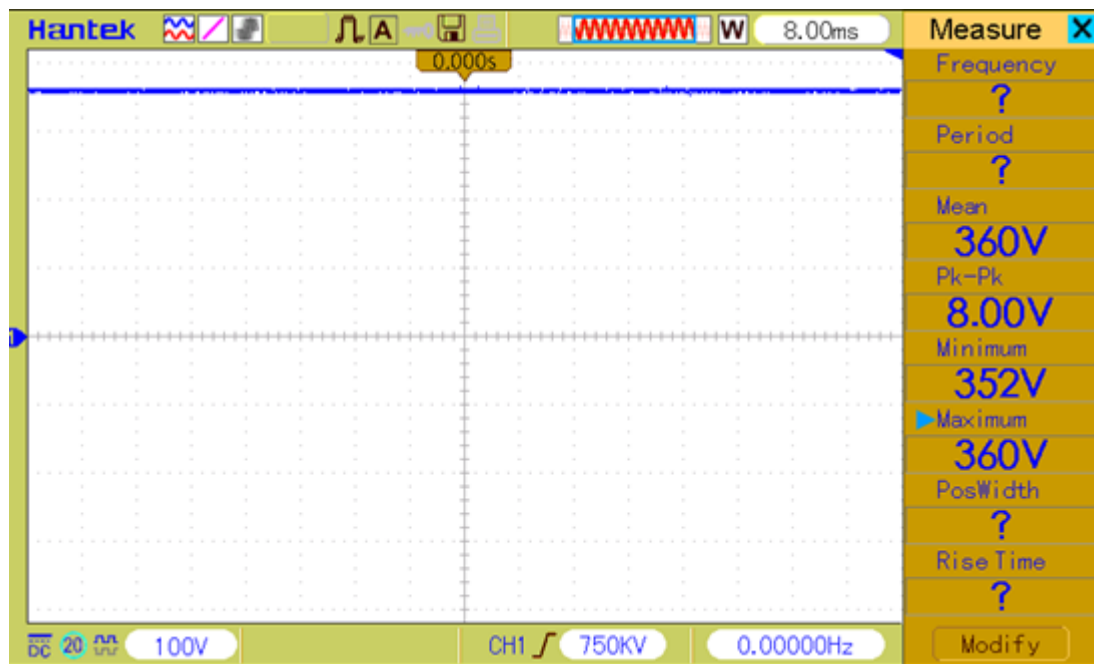 Hantek A W 8.00ms
0.000s
Measure X
Frequency
?
Period
?
Mean
360V
Pk-Pk
8.00V
Minimum
352V
Maximum
360V
PosWidth
?
Rise Time
?
Modify
1
DC 20 100V CH1 750KV 0.00000Hz